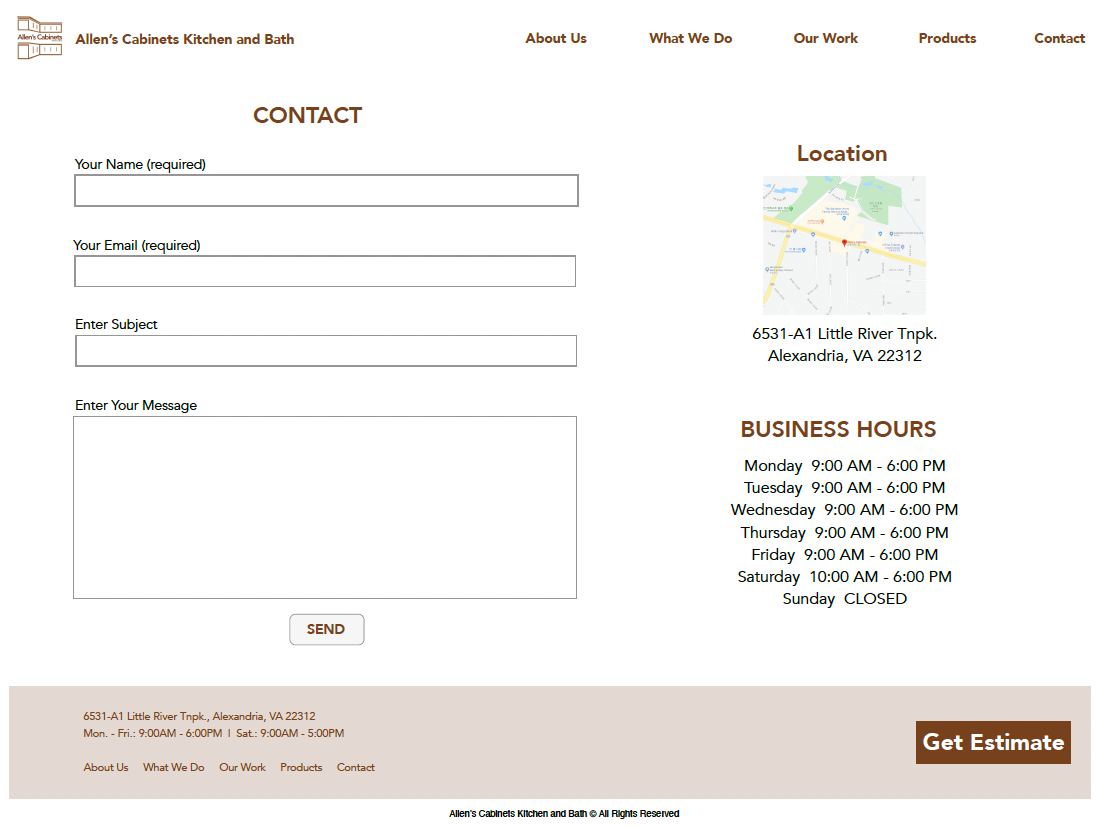 Allen's Cabinets
Allen’s Cabinets Kitchen and Bath
About Us
What We Do
Our Work
Products
Contact
CONTACT
Your Name (required)
Your Email (required)
Enter Subject
Enter Your Message
SEND
Location
6531-A1 Little River Tnpk.
Alexandria, VA 22312
BUSINESS HOURS
Monday  9:00 AM - 6:00 PM
Tuesday  9:00 AM - 6:00 PM
Wednesday  9:00 AM - 6:00 PM
Thursday  9:00 AM - 6:00 PM
Friday  9:00 AM - 6:00 PM
Saturday  10:00 AM - 6:00 PM
Sunday  CLOSED
6531-A1 Little River Tnpk., Alexandria, VA 22312
Mon. - Fri.: 9:00AM - 6:00PM  |  Sat.: 9:00AM - 5:00PM
About Us  What We Do  Our Work  Products  Contact
Get Estimate
Allen's Cabinets Kitchen and Bath © All Rights Reserved